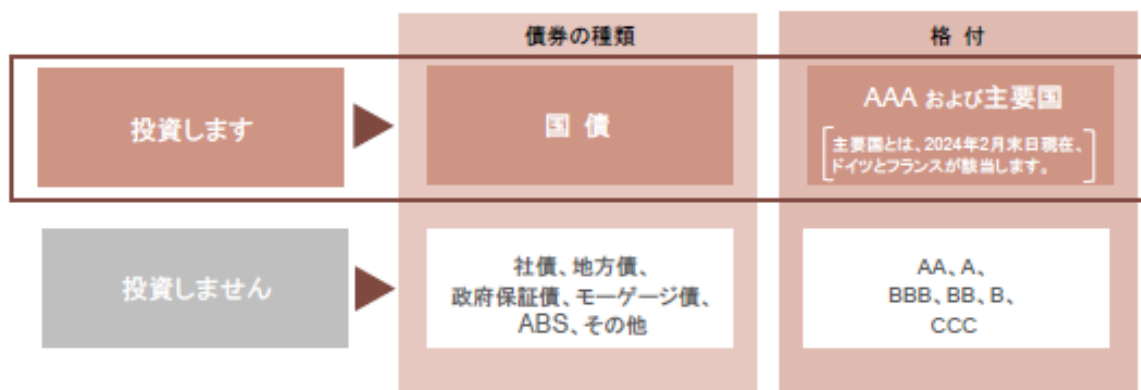 債券の種類
格 付
投資します
国 債
AAA および主要国
主要国とは、2024年2月末日現在、
ドイツとフランスが該当します。
投資しません
社債、地方債、
政府保証債、モーゲージ債、
ABS、その他
AA、A、
BBB、BB、B、
CCC